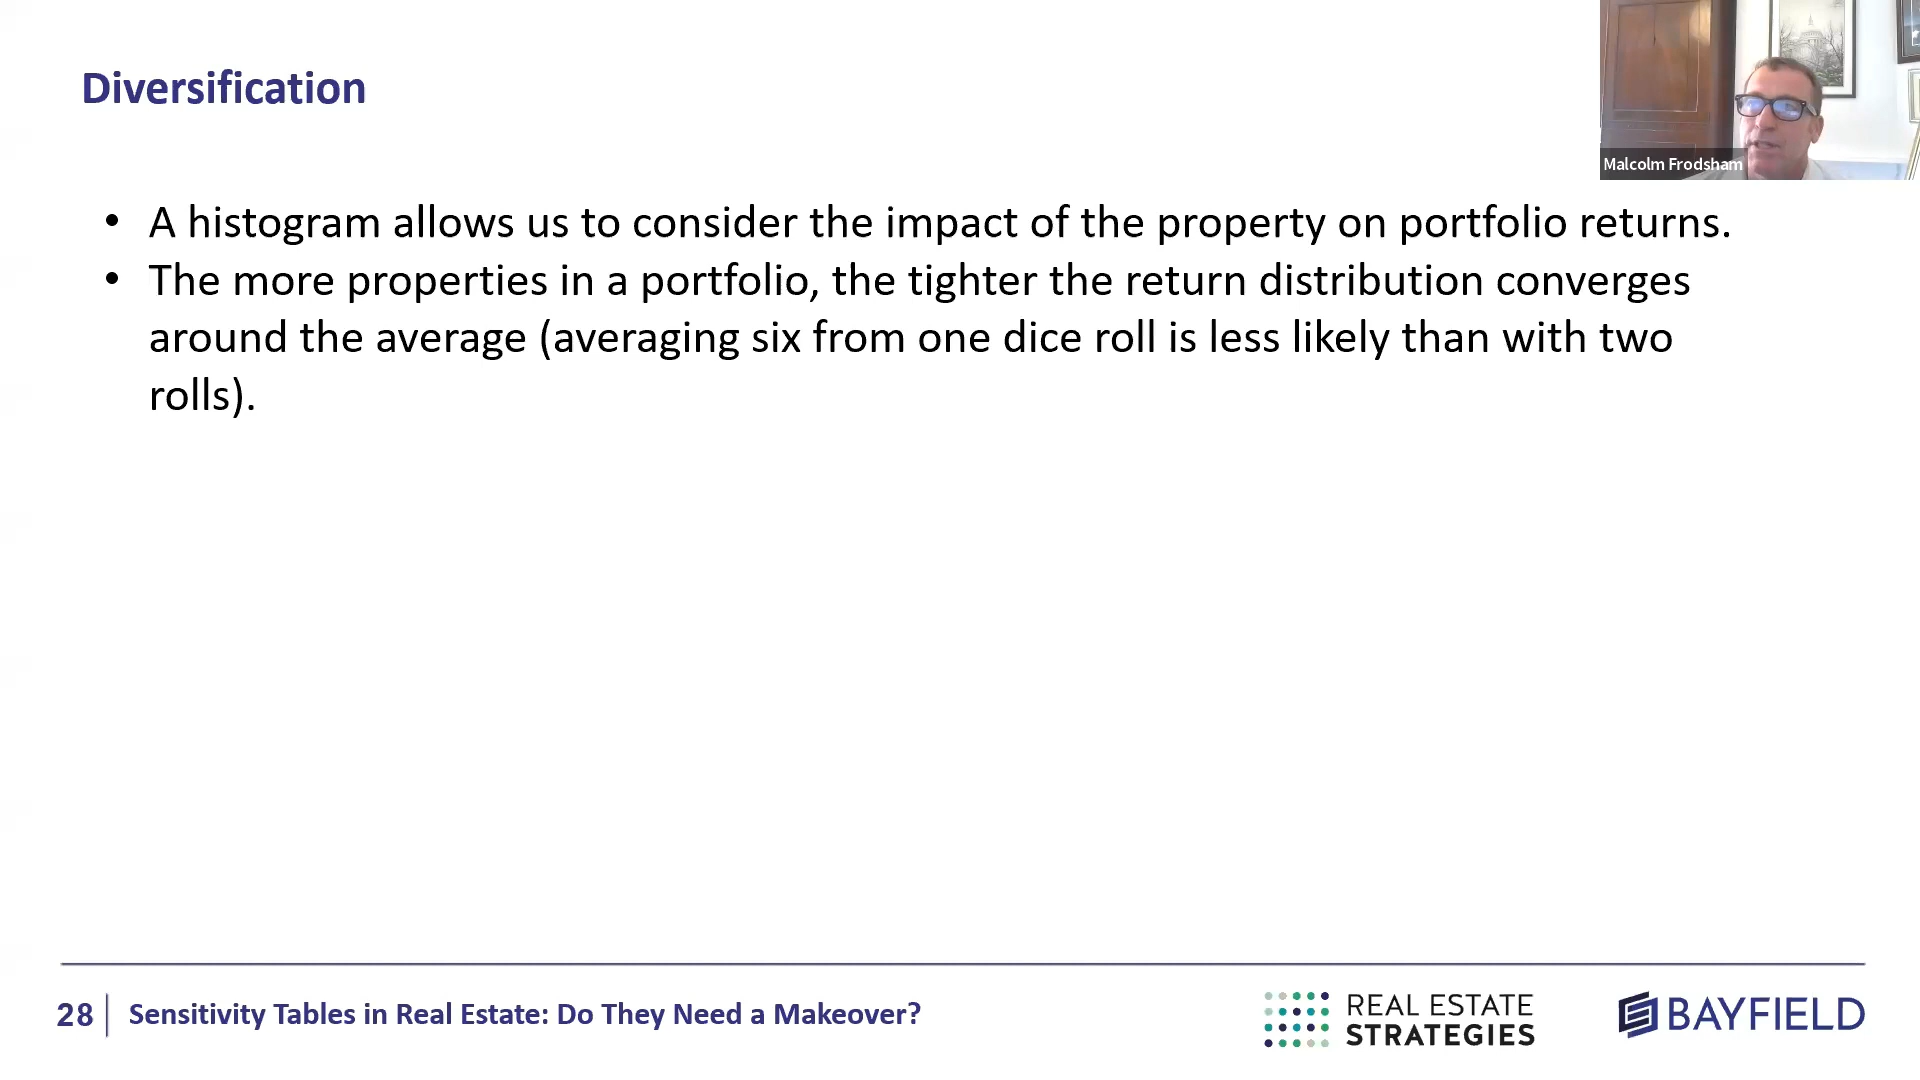 Diversification
Malcolm Frodsham
• A histogram allows us to consider the impact of the property on portfolio returns.
• The more properties in a portfolio, the tighter the return distribution converges
around the average (averaging six from one dice roll is less likely than with two
rolls).
28 | Sensitivity Tables in Real Estate: Do They Need a Makeover?
REAL ESTATE
STRATEGIES
BAYFIELD